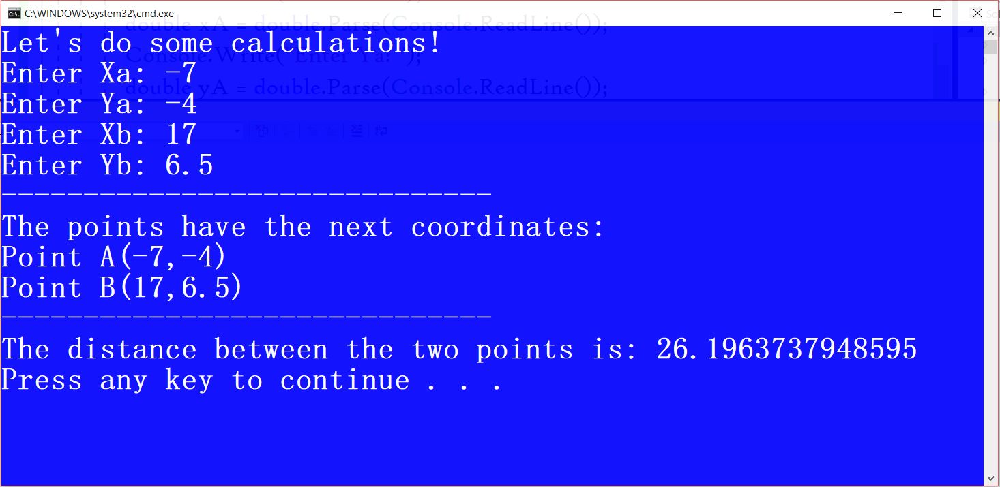 C:\WINDOWS\system32\cmd.exe
double xA = double.Parse(Console.ReadLine());
Let's do some calculations!
Console.Write("Enter Ya: ");
Enter Xa: -7
double yA = double.Parse(Console.ReadLine());
Enter Ya: -4
Enter Xb: 17
Enter Yb: 6.5
------------------------------
The points have the next coordinates:
Point A(-7,-4)
Point B(17,6.5)
------------------------------
The distance between the two points is: 26.1963737948595
Press any key to continue . . .